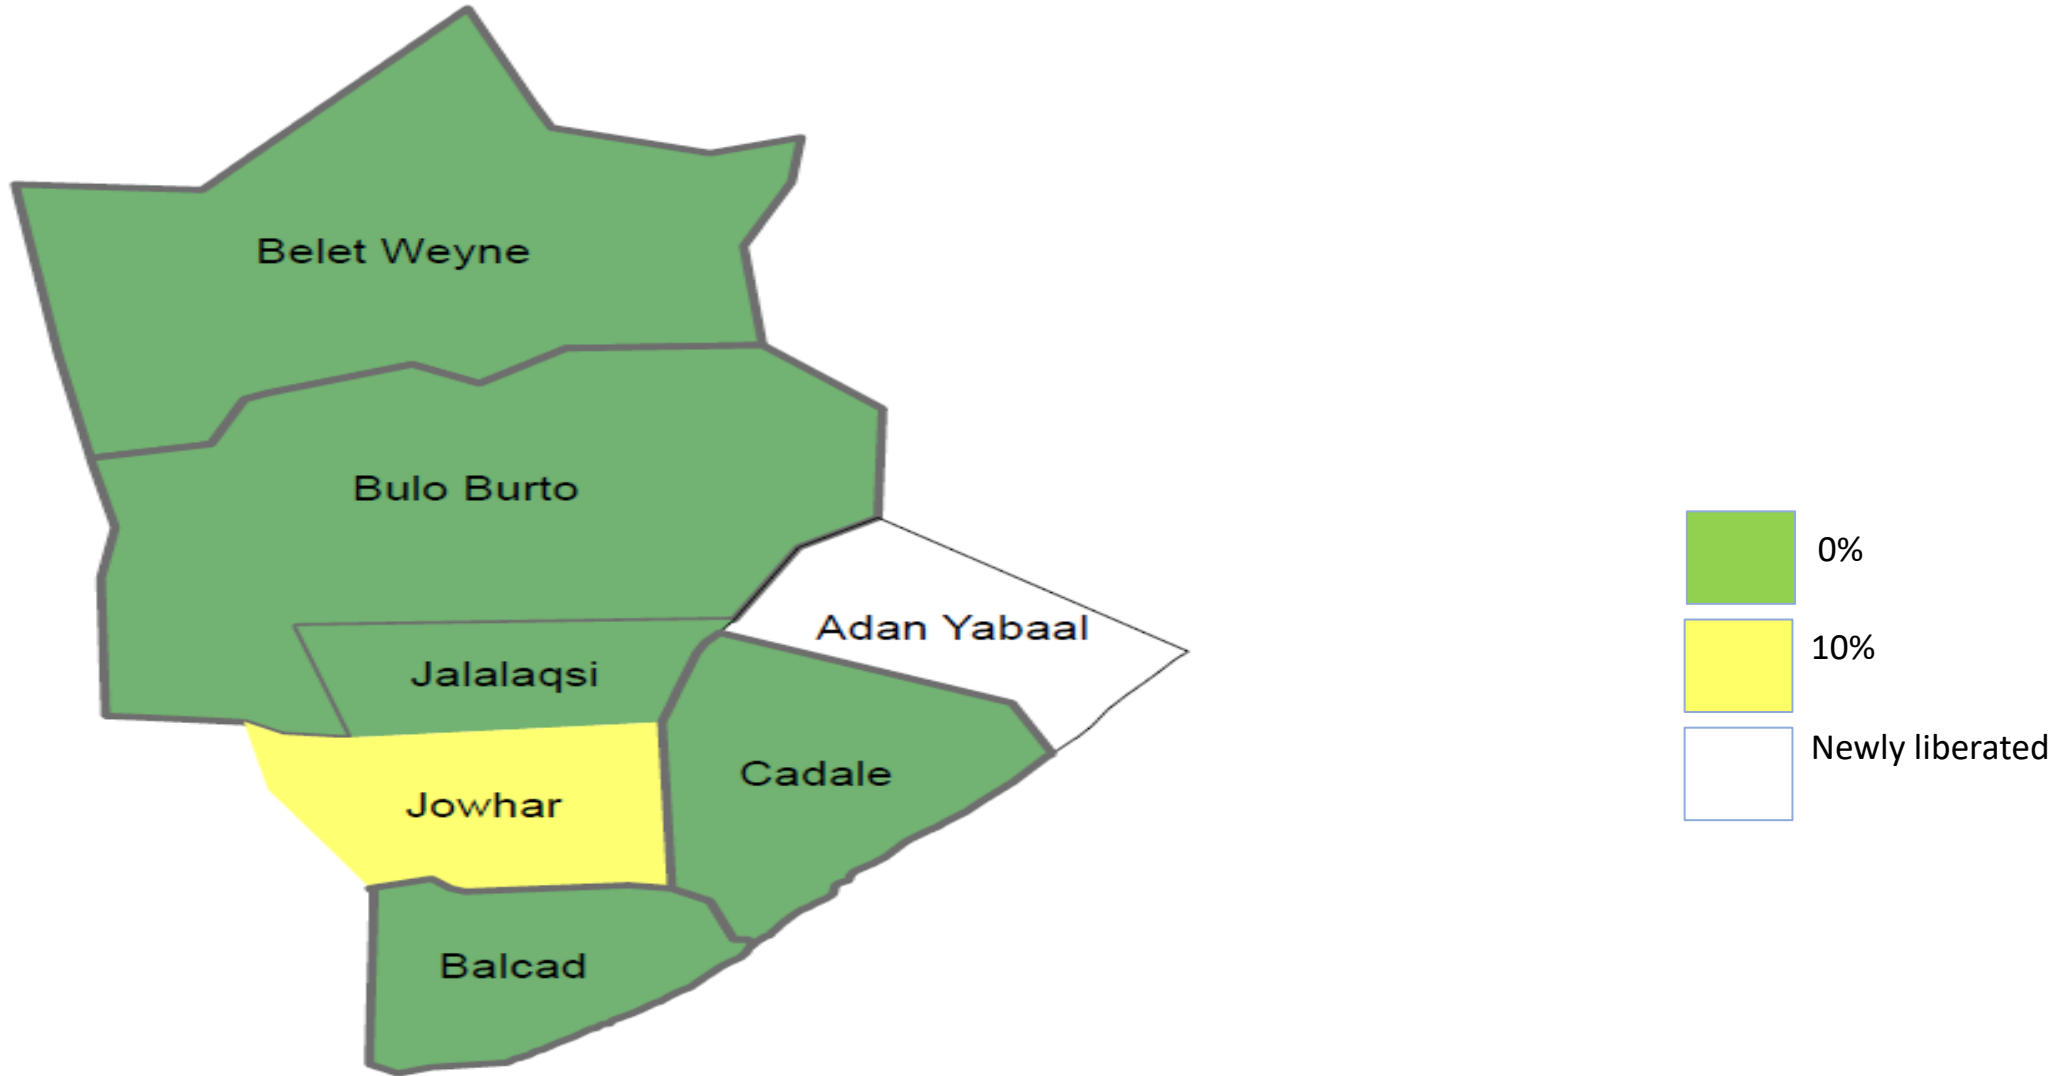 Belet Weyne
Bulo Burto
Adan Yabaal
Jalalaqsi
Cadale
Jowhar
Balcad
0%
10%
Newly liberated